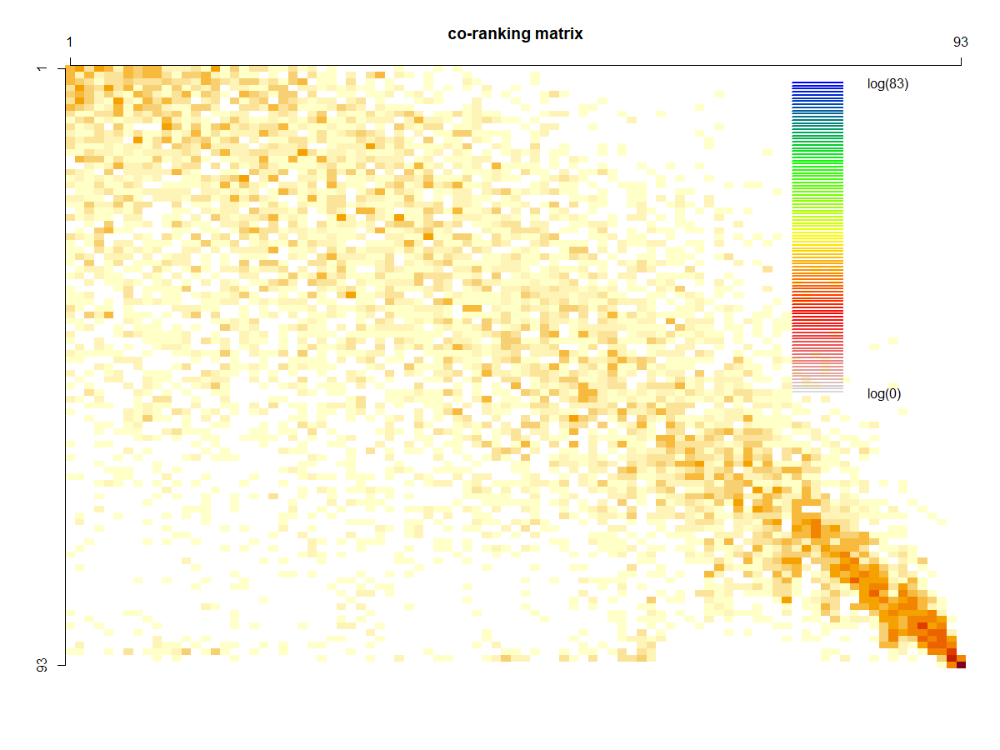 co-ranking matrix
1
93
1
log(83)
log(0)
93